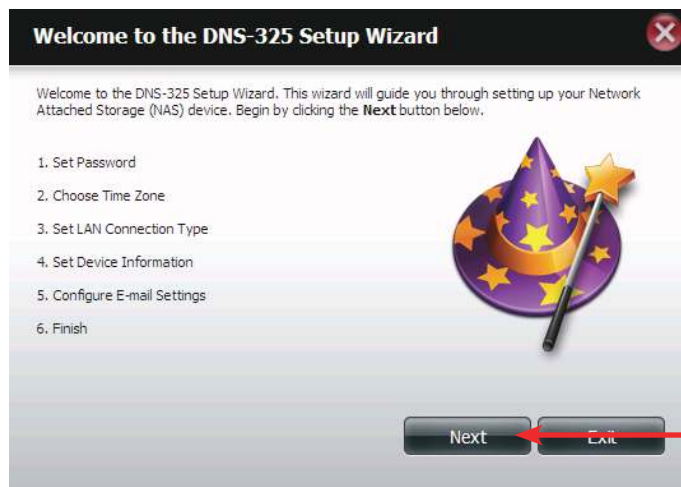 Welcome to the DNS-325 Setup Wizard
Welcome to the DNS-325 Setup Wizard. This wizard will guide you through setting up your Network
Attached Storage (NAS) device. Begin by clicking the Next button below.
1. Set Password
2. Choose Time Zone
3. Set LAN Connection Type
4. Set Device Information
5. Configure E-mail Settings
6. Finish
Next
Exit